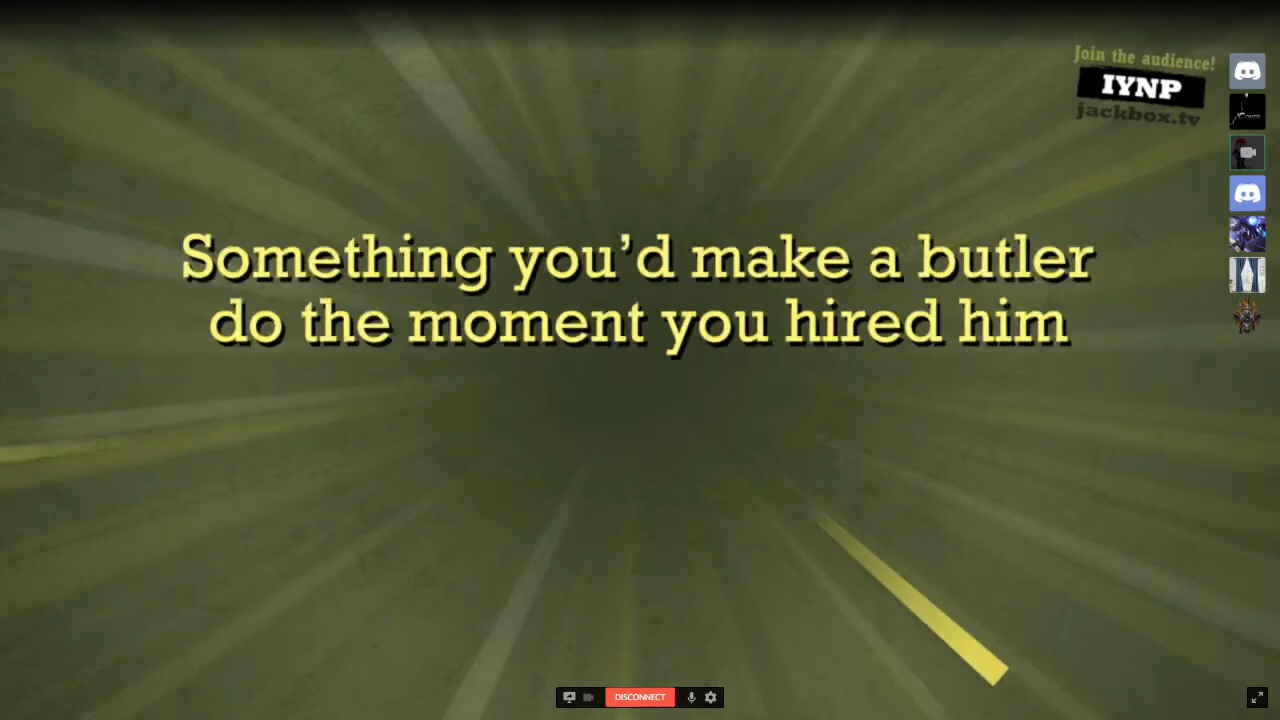 Join the audience!
IYNP
jackbox.tv
Something you'd make a butler
do the moment you hired him
DISCONNECT